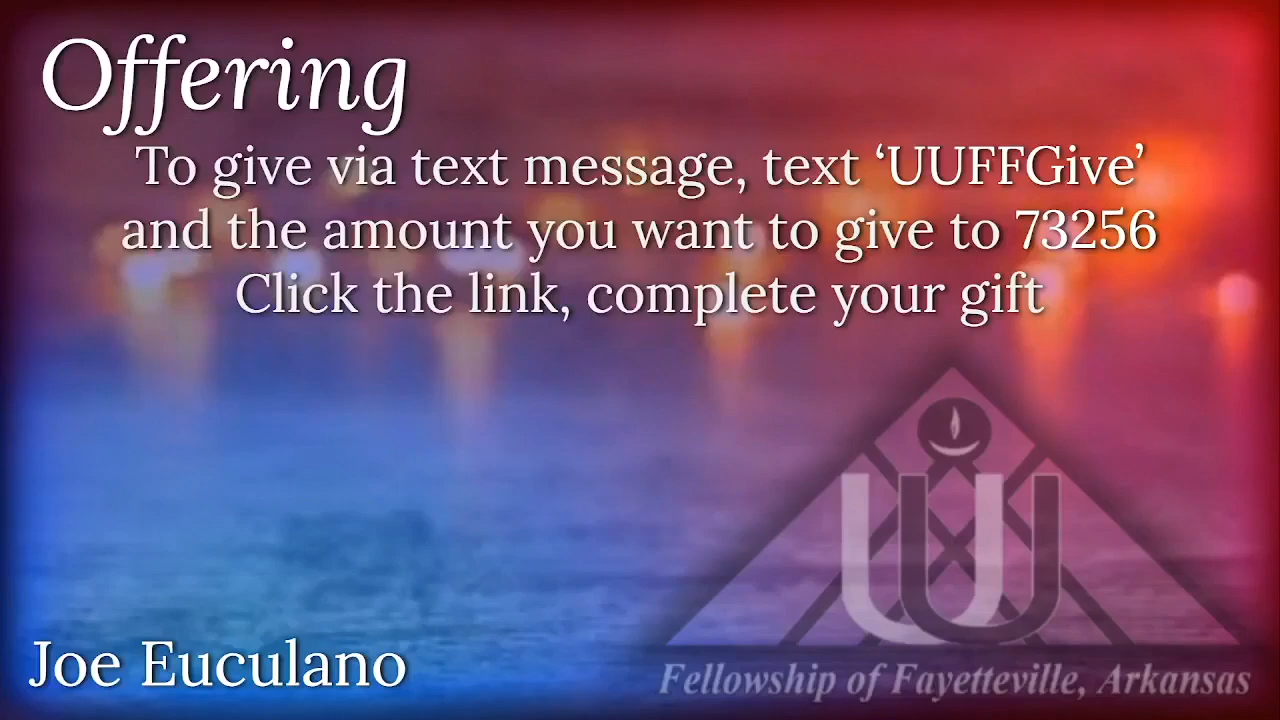 Offering
To give via text message, text ‘UUFFGive’
and the amount you want to give to 73256
Click the link, complete your gift
UU
Fellowship of Fayetteville, Arkansas
Joe Euculano